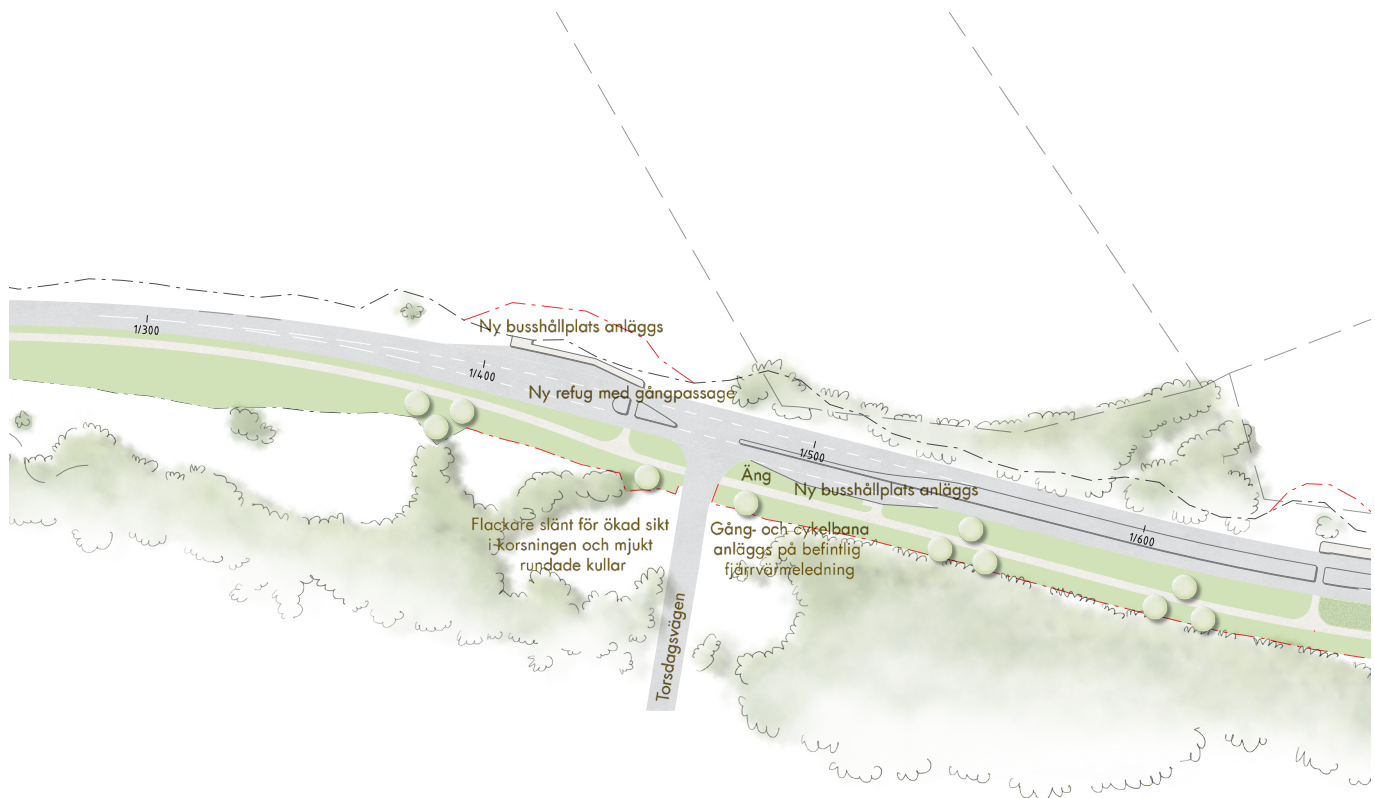 Ny busshållplats anläggs
1/300
1/400
Ny refug med gångpassage
1/500
Äng
Ny busshållplats anläggs
Flackare slänt för ökad sikt
i korsningen och mjukt
rundade kullar
Gång- och cykelbana
anläggs på befintlig
fjärrvärmeledning
1/600
Torsdagsvägen